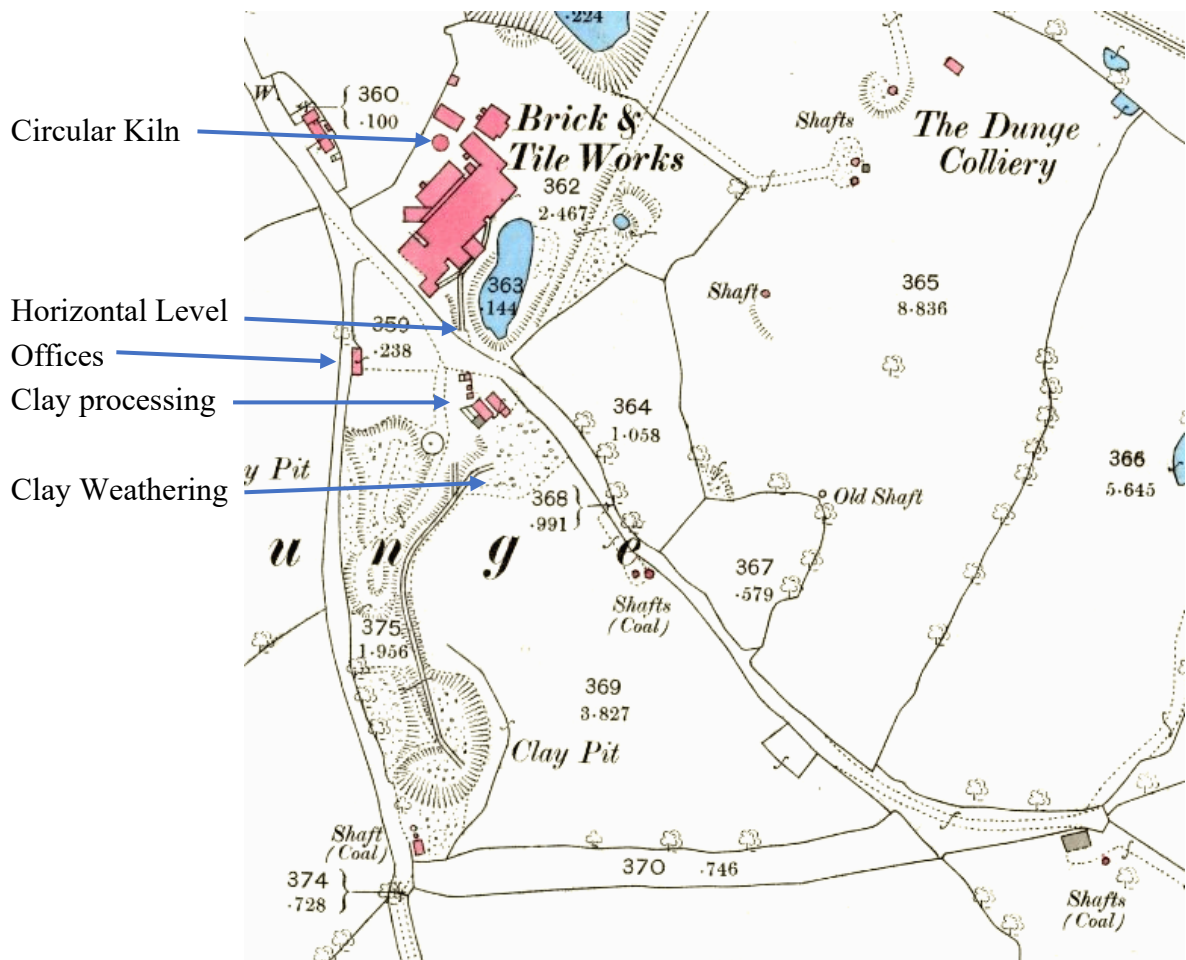 .224
W.
360
.100
Circular Kiln
Brick &
Tile Works
362
2.467
Shafts
The Dunge
Colliery
363
.144
Shaft
365
8.836
Horizontal Level
359
.238
Offices
Clay processing
364
1.058
y Pit
Clay Weathering
368
.991
Old Shaft
366
5.645
u n g e
367
.579
Shafts
(Coal)
375
1.956
369
3.827
Clay Pit
Shaft
(Coal)
370 .746
374
.728
Shafts
(Coal)